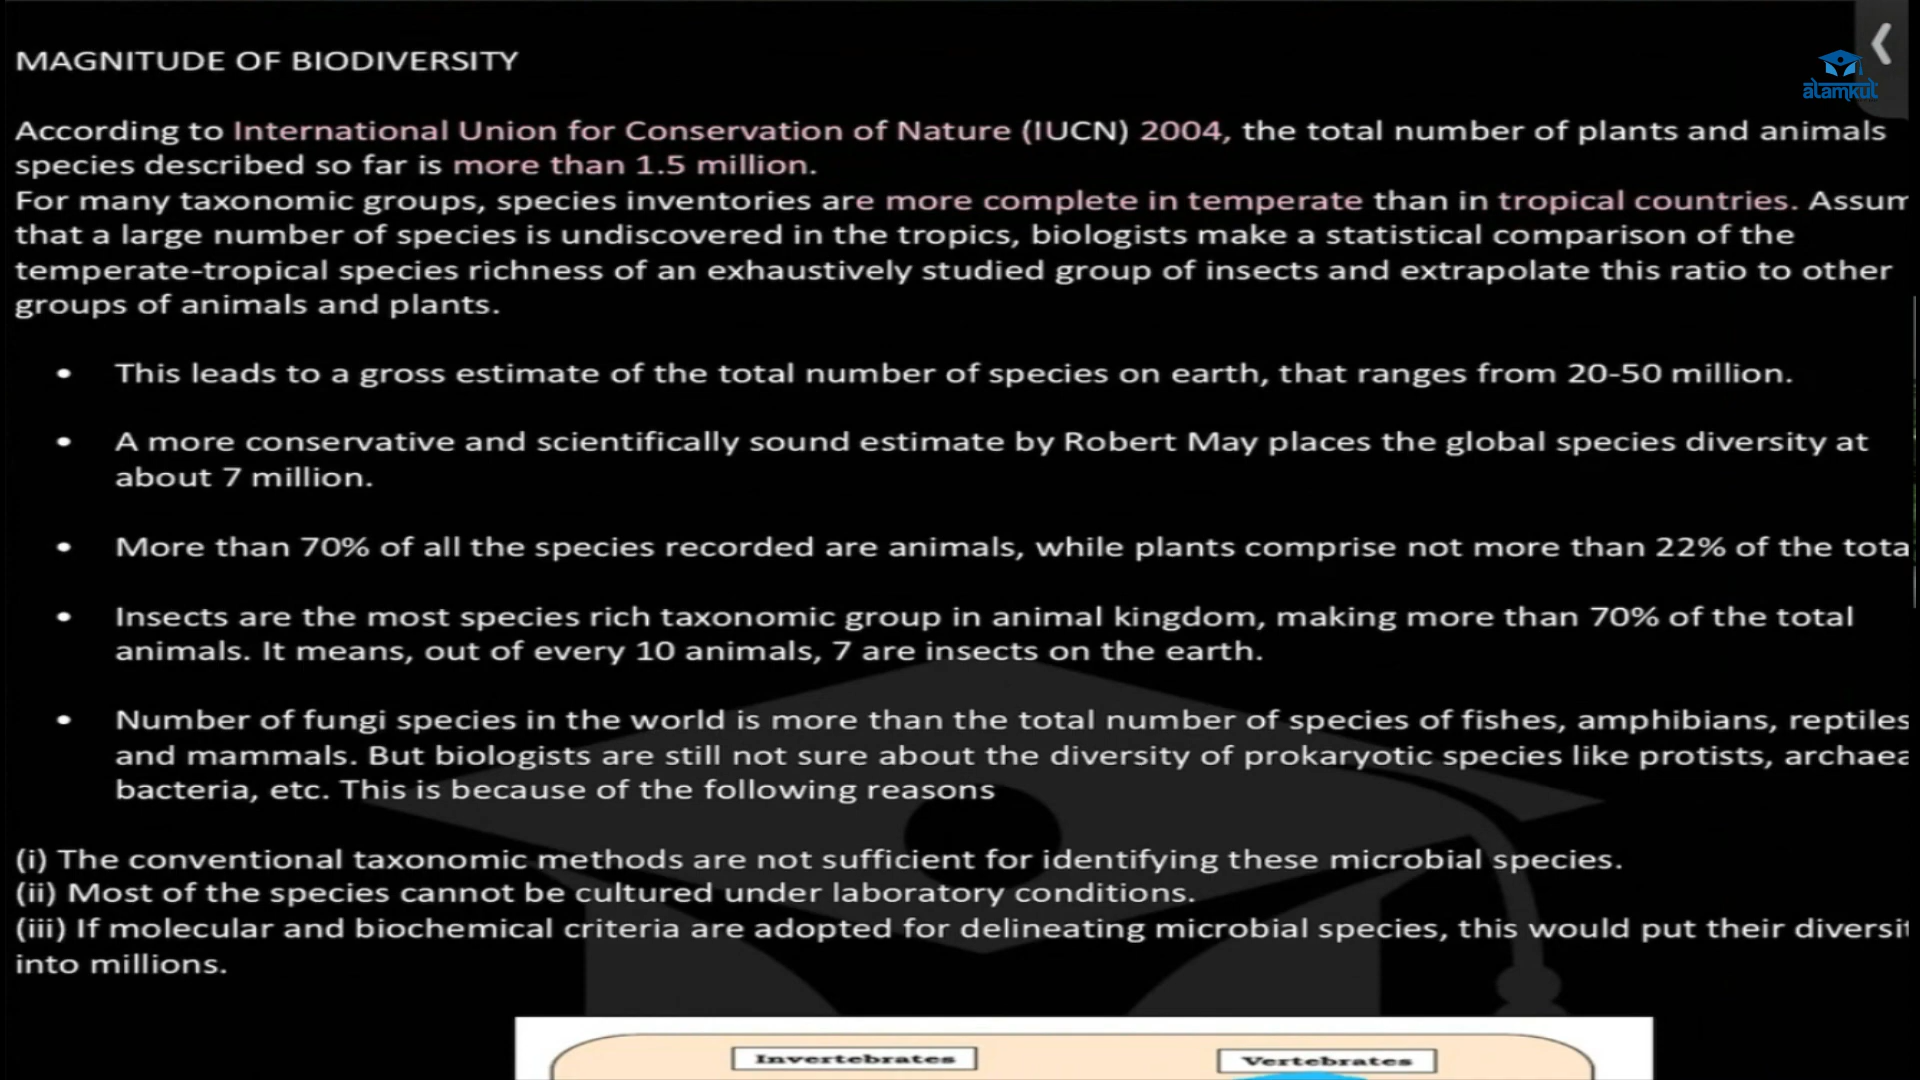 MAGNITUDE OF BIODIVERSITY
alamkut
According to International Union for Conservation of Nature (IUCN) 2004, the total number of plants and animals
species described so far is more than 1.5 million.
For many taxonomic groups, species inventories are more complete in temperate than in tropical countries. Assum
that a large number of species is undiscovered in the tropics, biologists make a statistical comparison of the
temperate-tropical species richness of an exhaustively studied group of insects and extrapolate this ratio to other
groups of animals and plants.
• This leads to a gross estimate of the total number of species on earth, that ranges from 20-50 million.
• A more conservative and scientifically sound estimate by Robert May places the global species diversity at
about 7 million.
• More than 70% of all the species recorded are animals, while plants comprise not more than 22% of the tota
• Insects are the most species rich taxonomic group in animal kingdom, making more than 70% of the total
animals. It means, out of every 10 animals, 7 are insects on the earth.
• Number of fungi species in the world is more than the total number of species of fishes, amphibians, reptiles
and mammals. But biologists are still not sure about the diversity of prokaryotic species like protists, archaea
bacteria, etc. This is because of the following reasons
(i) The conventional taxonomic methods are not sufficient for identifying these microbial species.
(ii) Most of the species cannot be cultured under laboratory conditions.
(iii) If molecular and biochemical criteria are adopted for delineating microbial species, this would put their diversit
into millions.
Invertebrates
Vertebrates